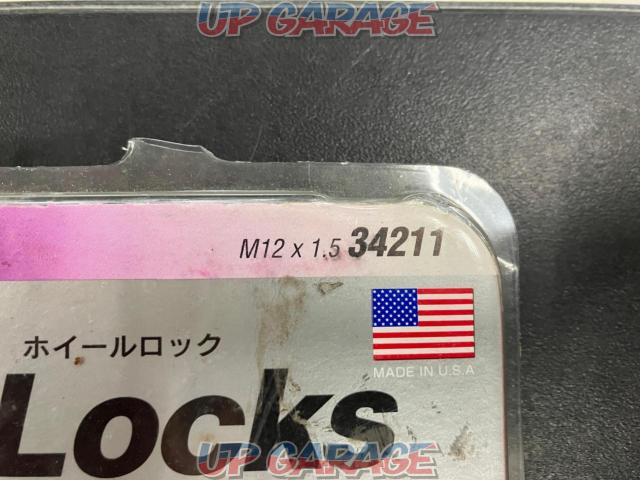 UP GARAGE
M12 x 1.5 34211
ホイールロック
MADE IN U.S.A
Locks
UP GARAGE